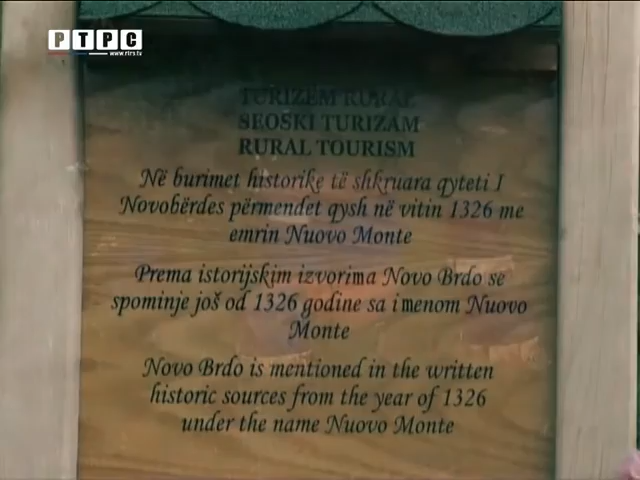 РТРС
www.rtrs.tv
TURIZEM RURAL
SEOSKI TURIZAM
RURAL TOURISM
Në burimet historike të shkruara qyteti I
Novobërdes përmendet qysh në vitin 1326 me
emrin Nuovo Monte
Prema istorijskim izvorima Novo Brdo se
spominje još od 1326 godine sa imenom Nuovo
Monte
Novo Brdo is mentioned in the written
historic sources from the year of 1326
under the name Nuovo Monte